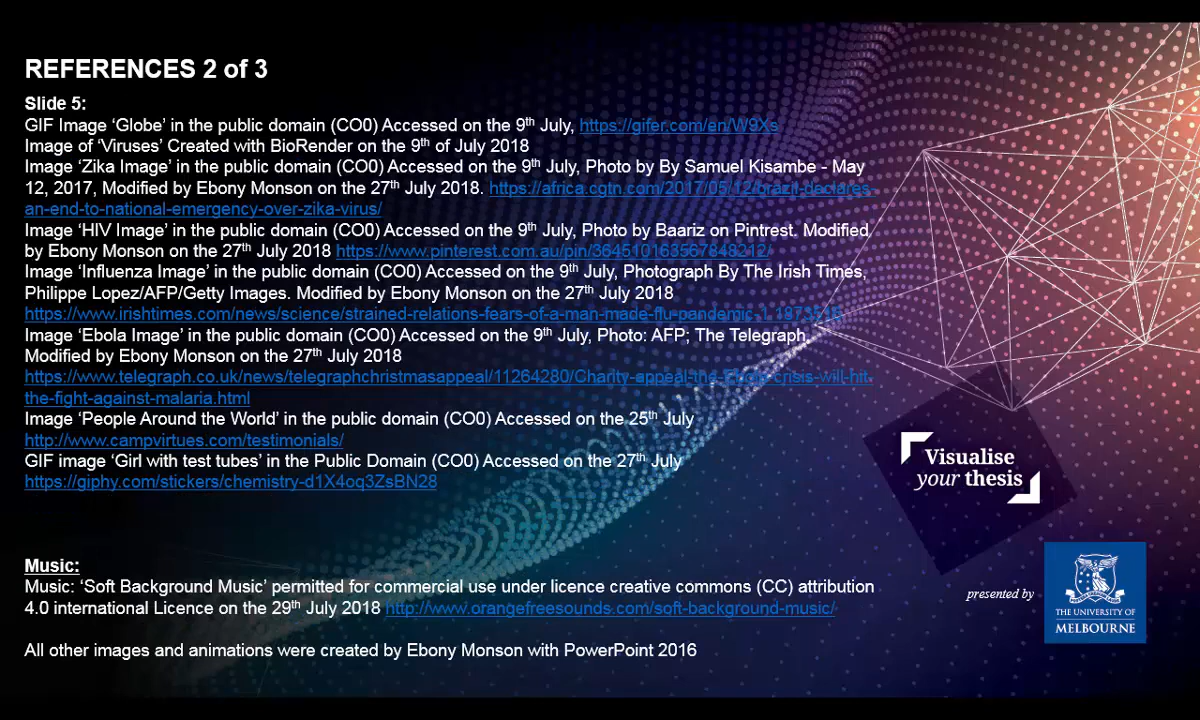 REFERENCES 2 of 3
Slide 5:
GIF Image ‘Globe’ in the public domain (CO0) Accessed on the 9th July, https://gifer.com/en/W9Xs
Image of ‘Viruses’ Created with BioRender on the 9th of July 2018
Image ‘Zika Image’ in the public domain (CO0) Accessed on the 9th July, Photo by By Samuel Kisambe - May
12, 2017, Modified by Ebony Monson on the 27th July 2018. https://africa.cgtn.com/2017/05/12/brazil-declares-
an-end-to-national-emergency-over-zika-virus/
Image ‘HIV Image’ in the public domain (CO0) Accessed on the 9th July, Photo by Baariz on Pintrest. Modified
by Ebony Monson on the 27th July 2018 https://www.pinterest.com.au/pin/364510163567848212/
Image ‘Influenza Image’ in the public domain (CO0) Accessed on the 9th July, Photograph By The Irish Times,
Philippe Lopez/AFP/Getty Images. Modified by Ebony Monson on the 27th July 2018
https://www.irishtimes.com/news/science/strained-relations-fears-of-a-man-made-flu-pandemic-
Image ‘Ebola Image’ in the public domain (CO0) Accessed on the 9th July, Photo: AFP; The Telegraph.
Modified by Ebony Monson on the 27th July 2018
https://www.telegraph.co.uk/news/telegraphchristmasappeal/11264280/Charity-appeal-the-Ebola-crisis-will-hit-
the-fight-against-malaria.html
Image ‘People Around the World’ in the public domain (CO0) Accessed on the 25th July
http://www.campvirtues.com/testimonials/
GIF image ‘Girl with test tubes’ in the Public Domain (CO0) Accessed on the 27th July
https://giphy.com/stickers/chemistry-d1X4oq3ZsBN28
Music:
Music: ‘Soft Background Music’ permitted for commercial use under licence creative commons (CC) attribution
4.0 international Licence on the 29th July 2018 http://www.orangefreesounds.com/soft-background-music/
All other images and animations were created by Ebony Monson with PowerPoint 2016
Visualise
your thesis
presented by
THE UNIVERSITY OF
MELBOURNE